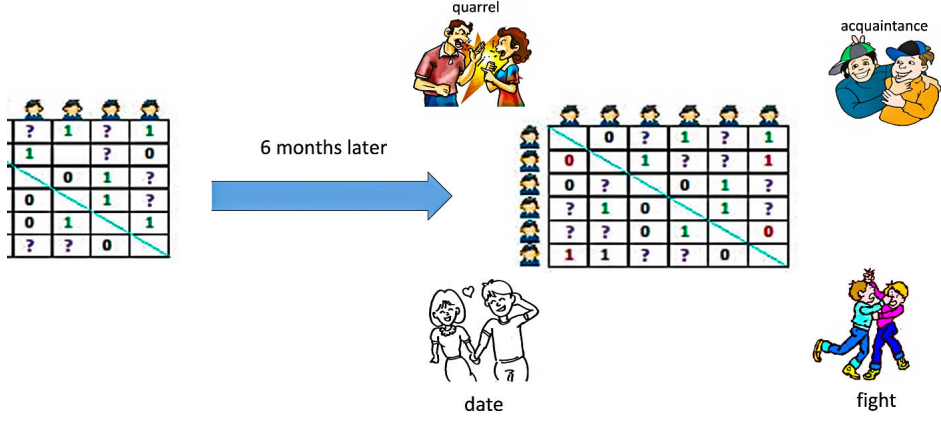 quarrel
acquaintance
? 1 ? 1
1 ? 0
0 1 ?
0 1 ?
0 1 1
? ? 0
6 months later
0 ? 1 ? 1
0 1 ? ? 1
0 ? 0 1 ?
? 1 0 1 ?
? ? 0 1 0
1 1 ? ? 0
date
fight